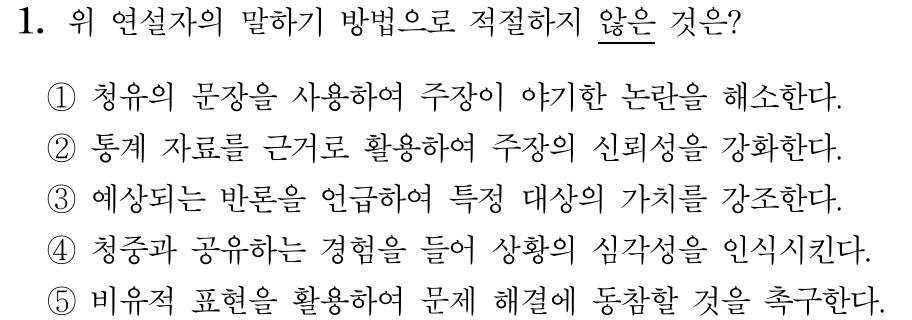 1. 위 연설자의 말하기 방법으로 적절하지 않은 것은?
① 청유의 문장을 사용하여 주장이 야기한 논란을 해소한다.
② 통계 자료를 근거로 활용하여 주장의 신뢰성을 강화한다.
③ 예상되는 반론을 언급하여 특정 대상의 가치를 강조한다.
④ 청중과 공유하는 경험을 들어 상황의 심각성을 인식시킨다.
⑤ 비유적 표현을 활용하여 문제 해결에 동참할 것을 촉구한다.